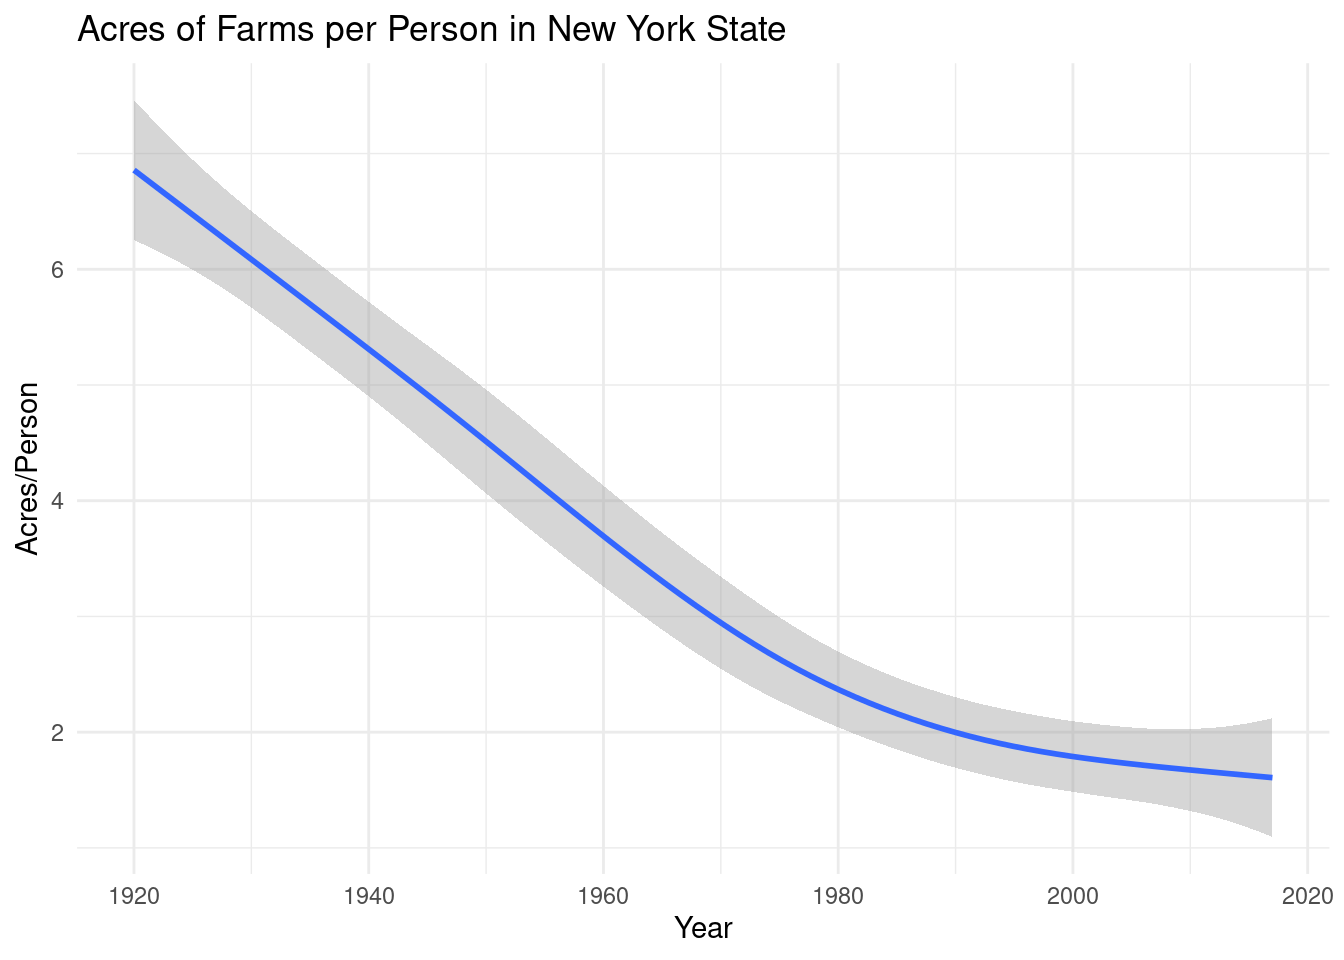 Acres of Farms per Person in New York State
6
4
2
Acres/Person
1920 1940 1960 1980 2000 2020
Year